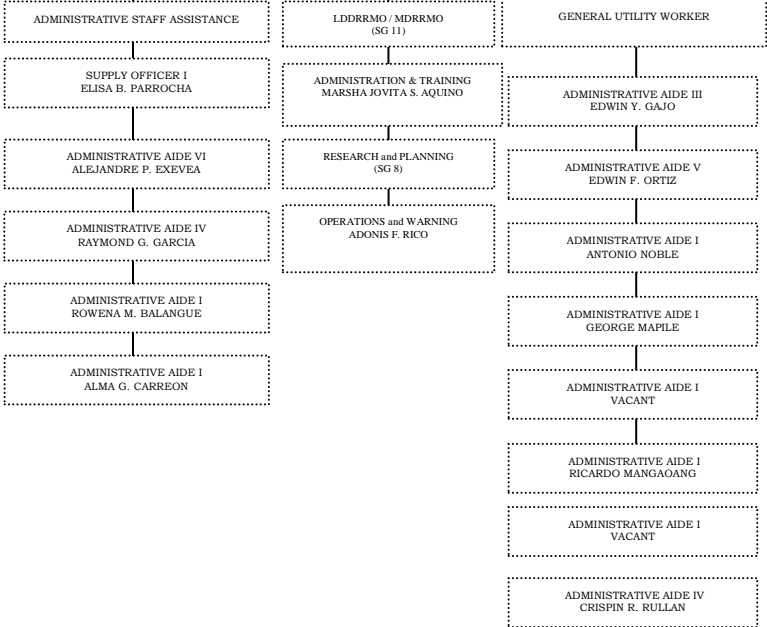 ADMINISTRATIVE STAFF ASSISTANCE
SUPPLY OFFICER I
ELISA B. PARROCHA
ADMINISTRATIVE AIDE VI
ALEJANDRE P. EXEVEA
ADMINISTRATIVE AIDE IV
RAYMOND G. GARCIA
ADMINISTRATIVE AIDE I
ROWENA M. BALANGUE
ADMINISTRATIVE AIDE I
ALMA G. CARREON
LDDRRMO / MDRRMO
(SG 11)
ADMINISTRATION & TRAINING
MARSHA JOVITA S. AQUINO
RESEARCH and PLANNING
(SG 8)
OPERATIONS and WARNING
ADONIS F. RICO
GENERAL UTILITY WORKER
ADMINISTRATIVE AIDE III
EDWIN Y. GAJO
ADMINISTRATIVE AIDE V
EDWIN F. ORTIZ
ADMINISTRATIVE AIDE I
ANTONIO NOBLE
ADMINISTRATIVE AIDE I
GEORGE MAPILE
ADMINISTRATIVE AIDE I
VACANT
ADMINISTRATIVE AIDE I
RICARDO MANGAOANG
ADMINISTRATIVE AIDE I
VACANT
ADMINISTRATIVE AIDE IV
CRISPIN R. RULLAN